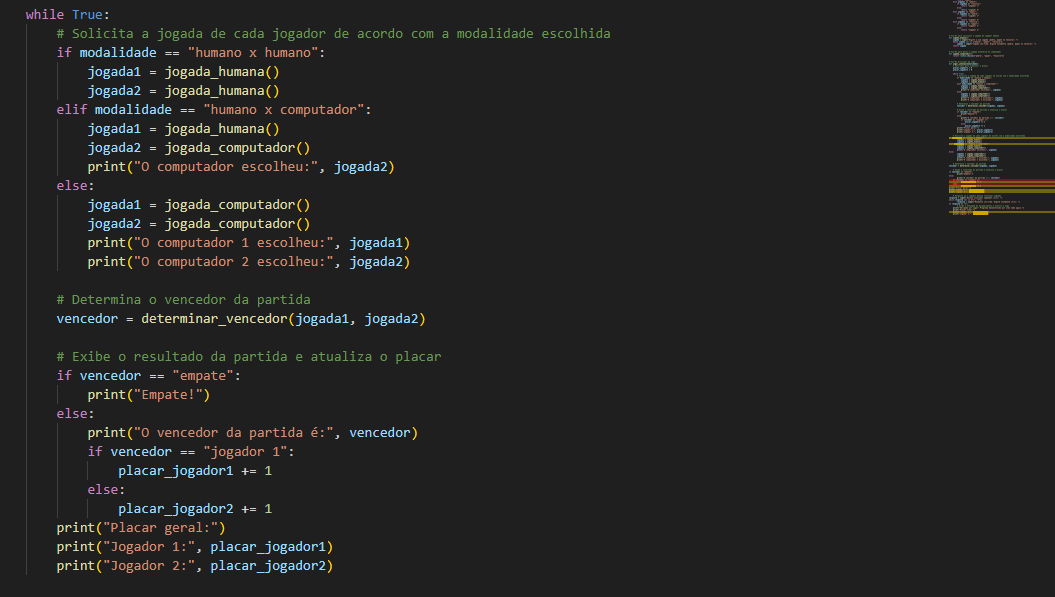 while True:
# Solicita a jogada de cada jogador de acordo com a modalidade escolhida
if modalidade == "humano x humano":
jogada1 = jogada_humana()
jogada2 = jogada_humana()
elif modalidade == "humano x computador":
jogada1 = jogada_humana()
jogada2 = jogada_computador()
print("O computador escolheu:", jogada2)
else:
jogada1 = jogada_computador()
jogada2 = jogada_computador()
print("O computador 1 escolheu:", jogada1)
print("O computador 2 escolheu:", jogada2)
# Determina o vencedor da partida
vencedor = determinar_vencedor(jogada1, jogada2)
# Exibe o resultado da partida e atualiza o placar
if vencedor == "empate":
print("Empate!")
else:
print("O vencedor da partida é:", vencedor)
if vencedor == "jogador 1":
placar_jogador1 += 1
else:
placar_jogador2 += 1
print("Placar geral:")
print("Jogador 1:", placar_jogador1)
print("Jogador 2:", placar_jogador2)